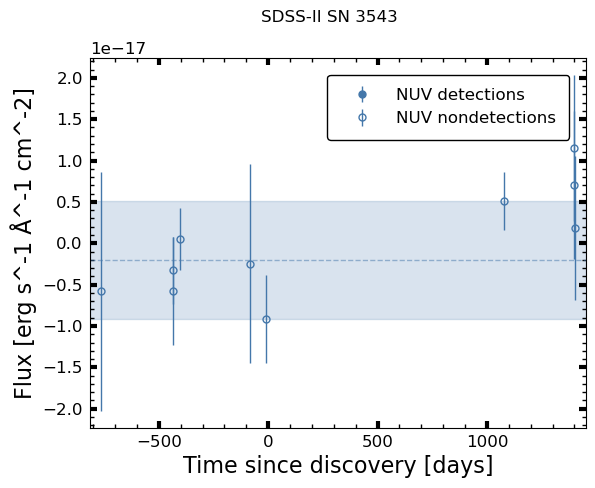 SDSS-II SN 3543
1e−17
NUV detections
NUV nondetections
2.0
1.5
1.0
0.5
0.0
−0.5
−1.0
−1.5
−2.0
Flux [erg s^-1 Å^-1 cm^-2]
−500 0 500 1000
Time since discovery [days]